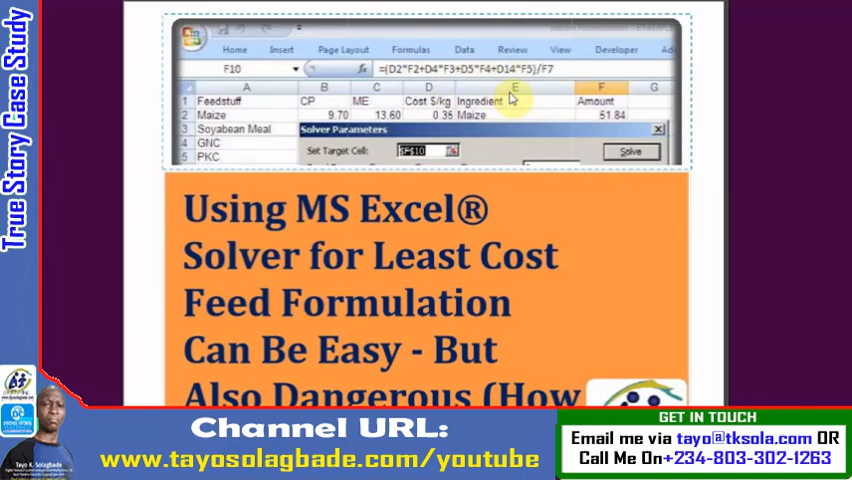 True Story Case Study
Home Insert Page Layout Formulas Data Review View Developer
F10 fx =(D2*F2+D4*F3+D5*F4+D14*F5)/F7
A B C D E F G
1 Feedstuff CP ME Cost $/kg Ingredient Amount
2 Maize 9.70 13.60 0.35 Maize 51.84
3 Soyabean Meal
4 GNC
5 PKC
Solver Parameters X
Set Target Cell: $F$10 Solve
Using MS Excel®
Solver for Least Cost
Feed Formulation
Can Be Easy - But
Also Dangerous (How
Tayo K. Solagbade
Channel URL:
www.tayosolagbade.com/youtube
GET IN TOUCH
Email me via tayo@tksola.com OR
Call Me On+234-803-302-1263